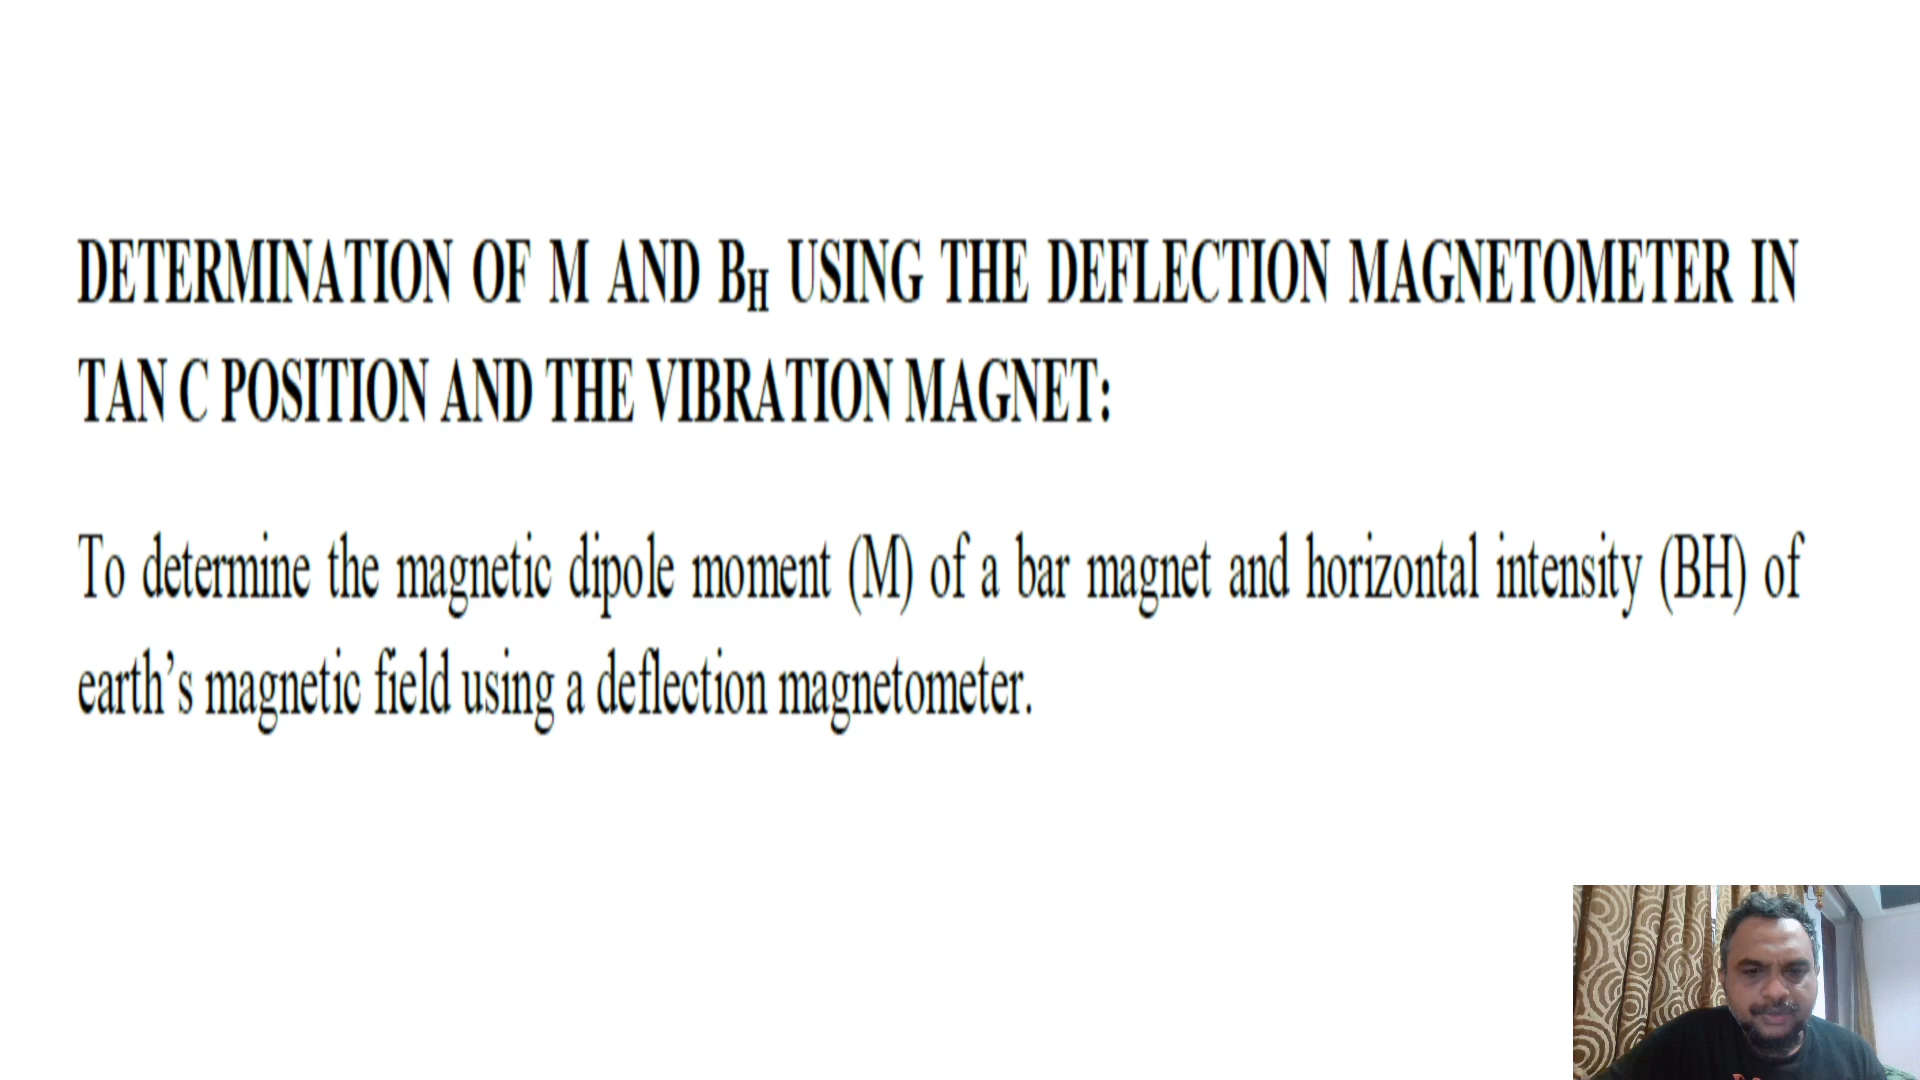 DETERMINATION OF M AND BH USING THE DEFLECTION MAGNETOMETER IN
TAN C POSITION AND THE VIBRATION MAGNET:
To determine the magnetic dipole moment (M) of a bar magnet and horizontal intensity (BH) of
earth’s magnetic field using a deflection magnetometer.